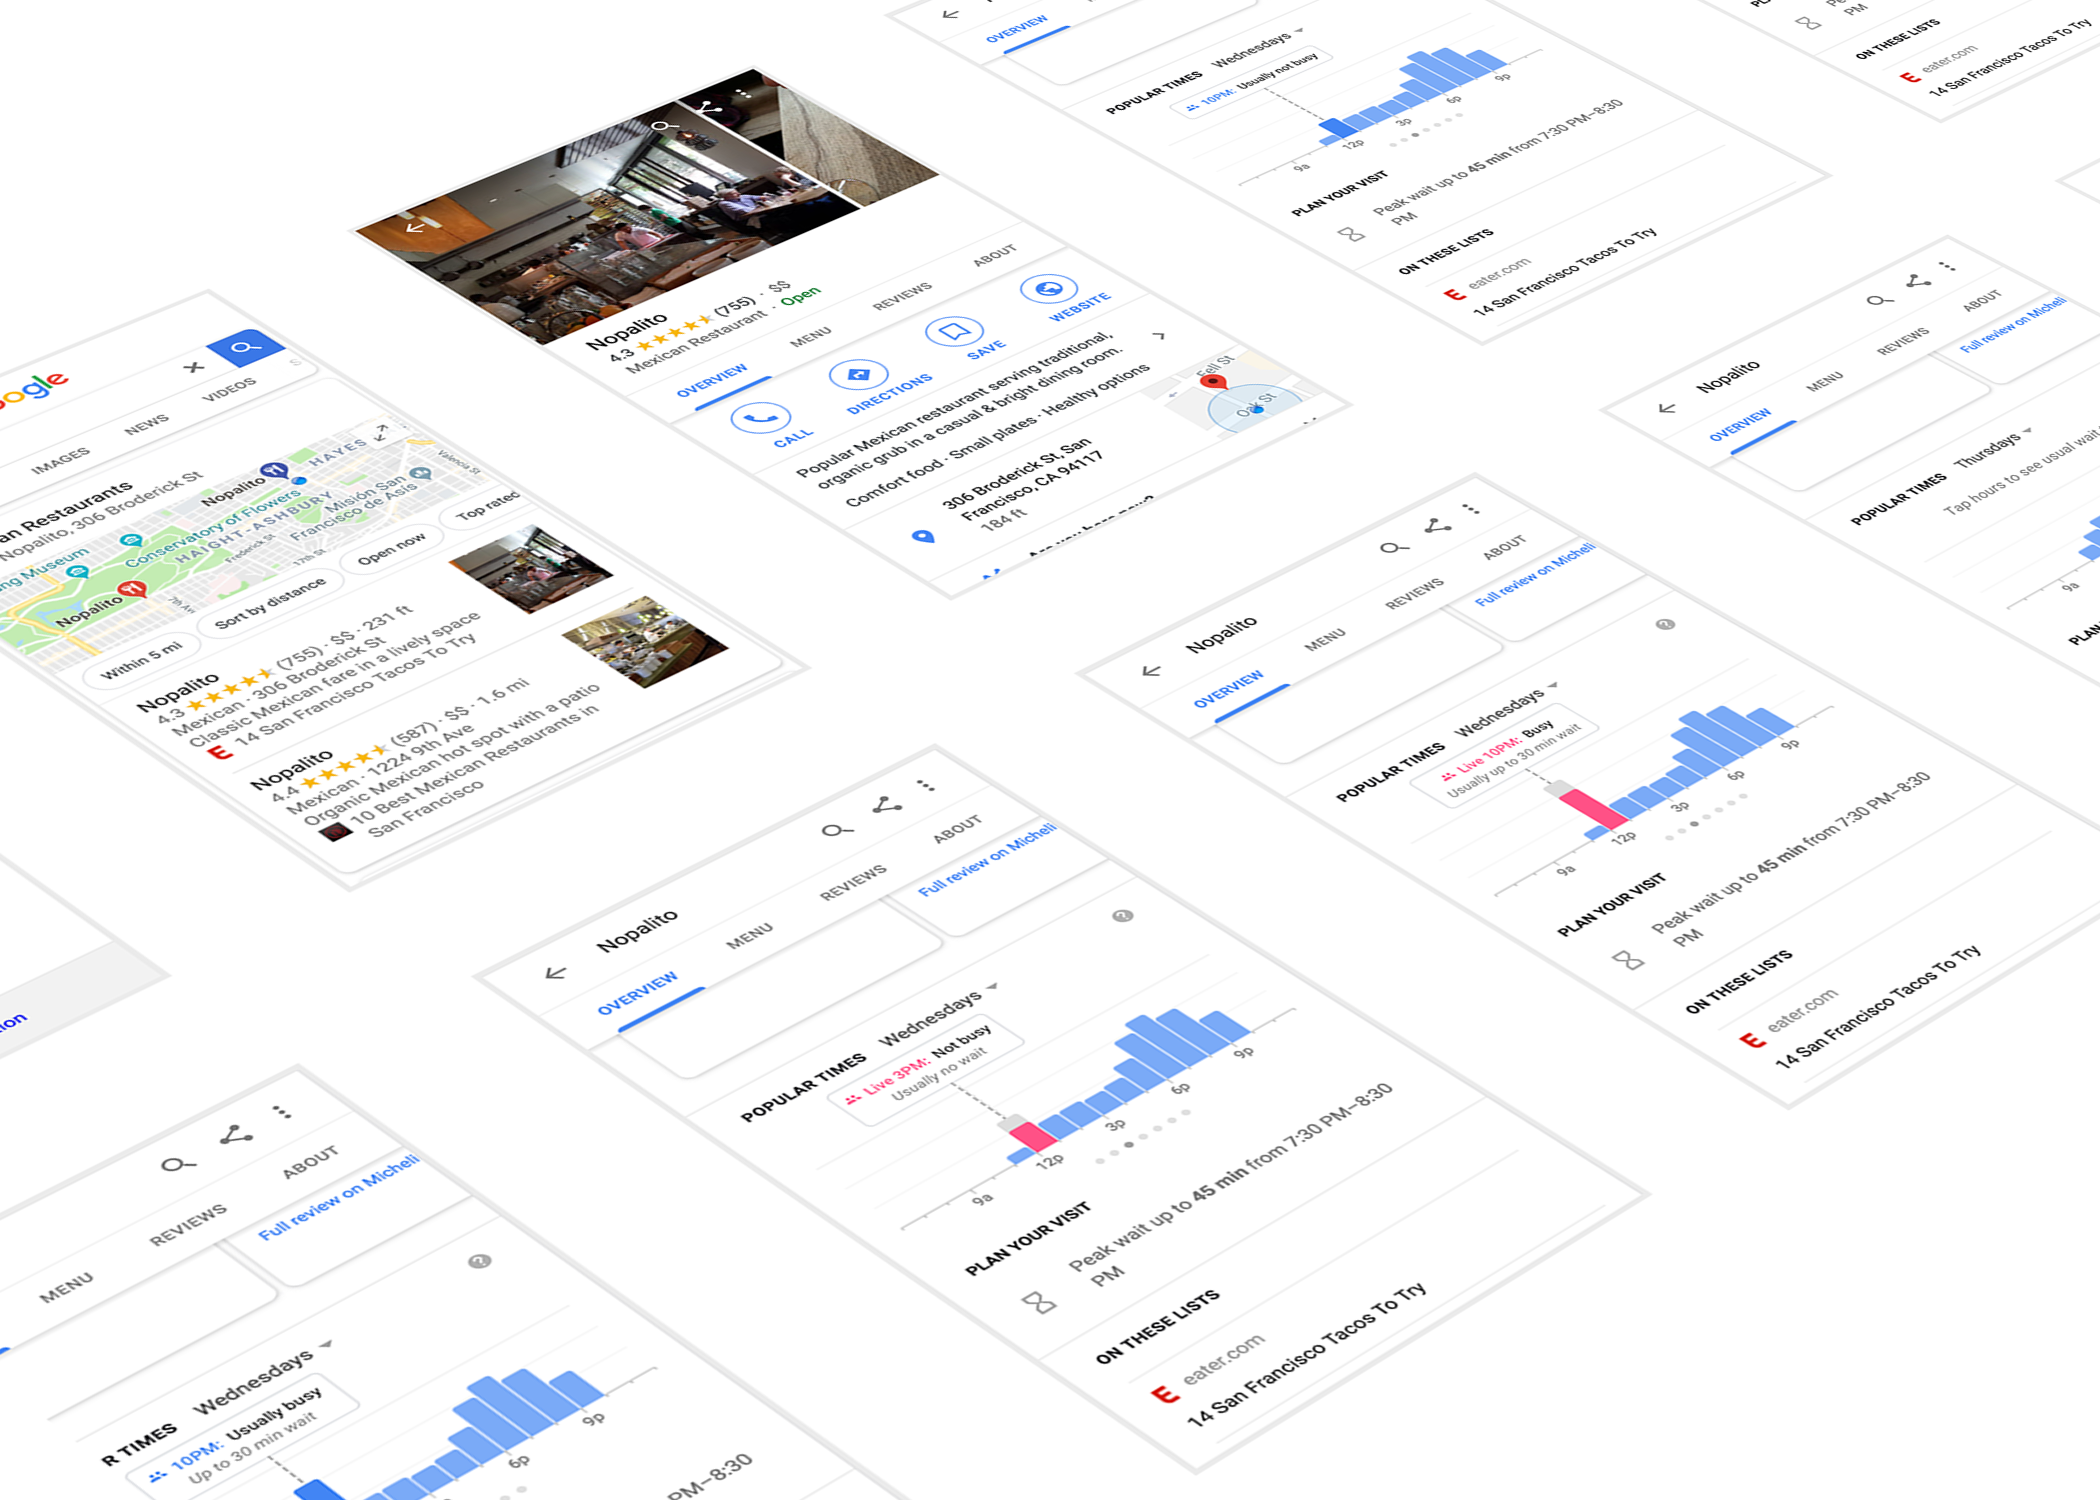 oogle
IMAGES
NEWS
VIDEOS
S
an Restaurants
Nopalito, 306 Broderick St
HAYES
Nopalito
Valencia St
Conservatory of Flowers
HAIGHT-ASHBURY
Misión San
Francisco de Asís
Frederick St
17th St
7th Av
ng Museum
Nopalito
Within 5 mi
Sort by distance
Open now
Top rated
Nopalito
4.3 ★★★★★ (755) · $$ · 231 ft
Mexican · 306 Broderick St
Classic Mexican fare in a lively space
E 14 San Francisco Tacos To Try
Nopalito
4.4 ★★★★★ (587) · $$ · 1.6 mi
Mexican · 1224 9th Ave
Organic Mexican hot spot with a patio
10 Best Mexican Restaurants in
San Francisco
tion
Nopalito
4.3 ★★★★★ (755) · $$
Mexican Restaurant · Open
OVERVIEW
MENU
REVIEWS
ABOUT
CALL
DIRECTIONS
SAVE
WEBSITE
Popular Mexican restaurant serving traditional,
organic grub in a casual & bright dining room.
Comfort food · Small plates · Healthy options
306 Broderick St, San
Francisco, CA 94117
184 ft
Fell St
Oak St
OVERVIEW
POPULAR TIMES Wednesdays
10PM: Usually not busy
9a 12p 3p 6p 9p
PLAN YOUR VISIT
Peak wait up to 45 min from 7:30 PM–8:30
PM
ON THESE LISTS
E eater.com
14 San Francisco Tacos To Try
PM
ON THESE LISTS
E eater.com
14 San Francisco Tacos To Try
Nopalito
OVERVIEW
MENU
REVIEWS
ABOUT
Full review on Micheli
POPULAR TIMES Thursdays
Tap hours to see usual wait
9a
PLAN
Nopalito
OVERVIEW
MENU
REVIEWS
ABOUT
Full review on Micheli
POPULAR TIMES Wednesdays
Live 10PM: Busy
Usually up to 30 min wait
9a 12p 3p 6p 9p
PLAN YOUR VISIT
Peak wait up to 45 min from 7:30 PM–8:30
PM
ON THESE LISTS
E eater.com
14 San Francisco Tacos To Try
Nopalito
OVERVIEW
MENU
REVIEWS
ABOUT
Full review on Micheli
POPULAR TIMES Wednesdays
Live 3PM: Not busy
Usually no wait
9a 12p 3p 6p 9p
PLAN YOUR VISIT
Peak wait up to 45 min from 7:30 PM–8:30
PM
ON THESE LISTS
E eater.com
14 San Francisco Tacos To Try
MENU
REVIEWS
ABOUT
Full review on Micheli
R TIMES Wednesdays
10PM: Usually busy
Up to 30 min wait
6p 9p
PM–8:30